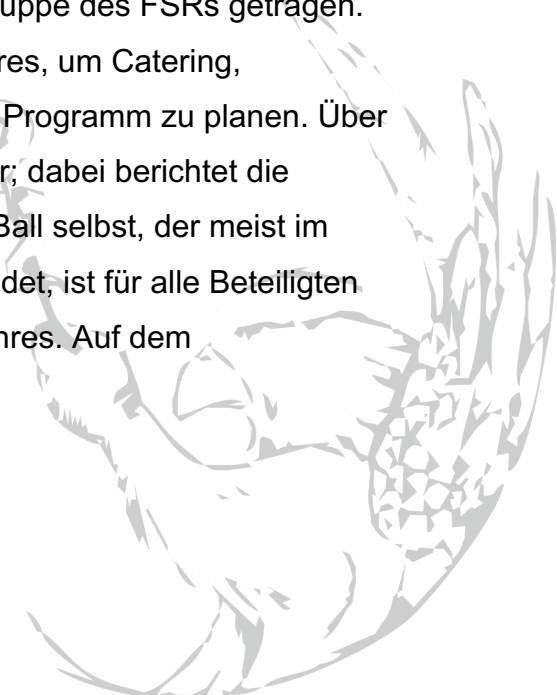 uppe des FSRs getragen.
res, um Catering,
Programm zu planen. Über
r; dabei berichtet die
Ball selbst, der meist im
det, ist für alle Beteiligten
hres. Auf dem